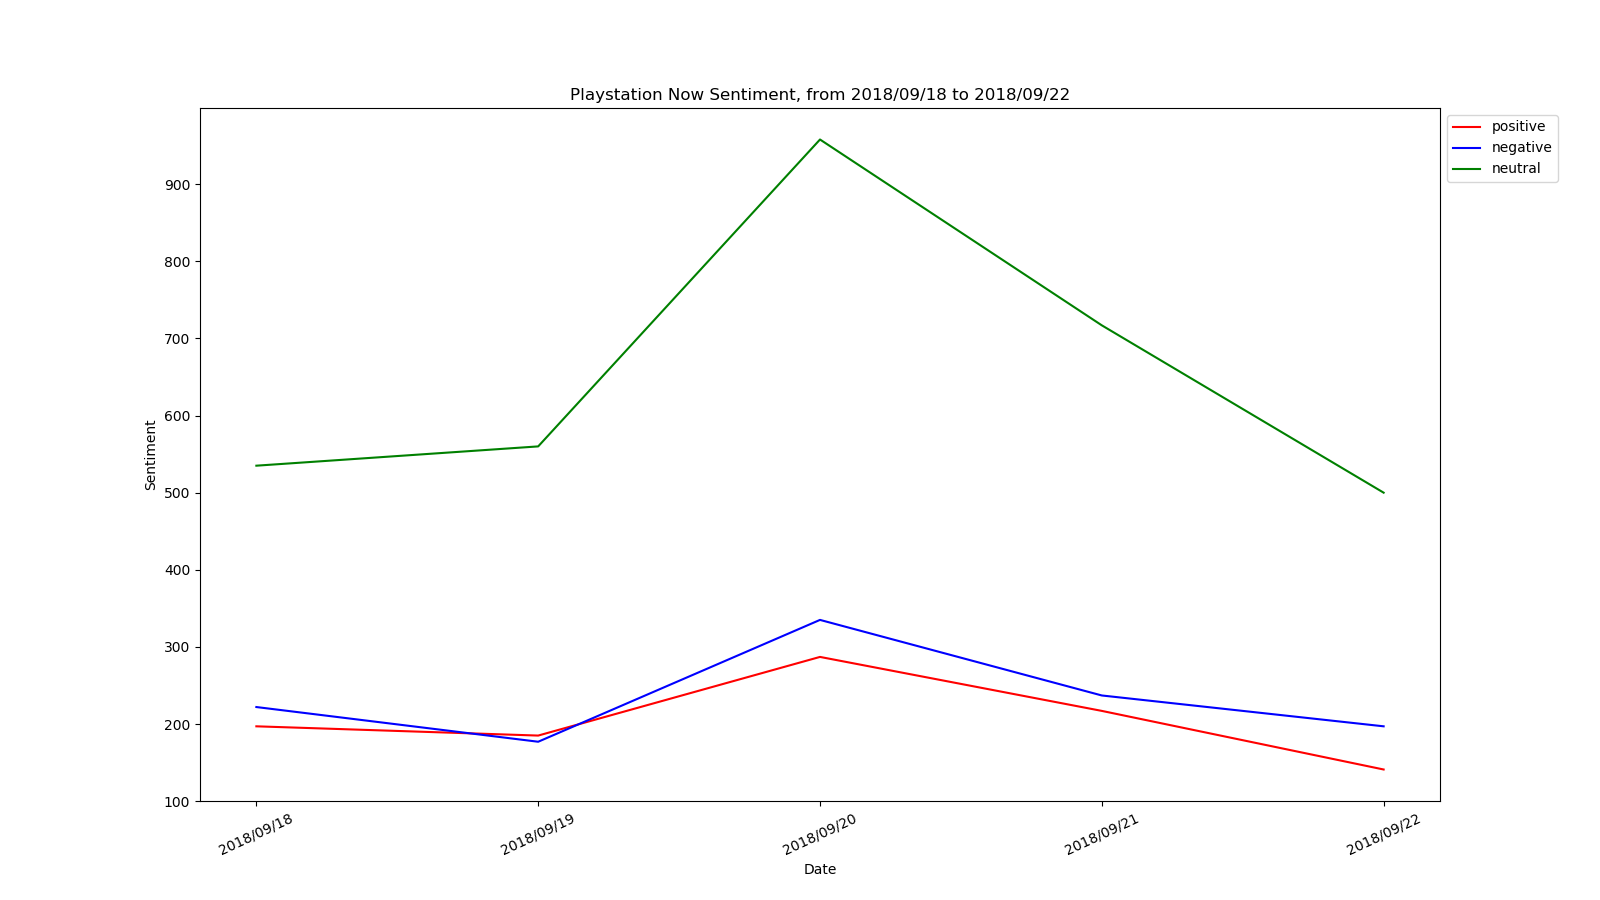 Playstation Now Sentiment, from 2018/09/18 to 2018/09/22
positive
negative
neutral
900
800
700
600
500
400
300
200
100
Sentiment
2018/09/18
2018/09/19
2018/09/20
2018/09/21
2018/09/22
Date